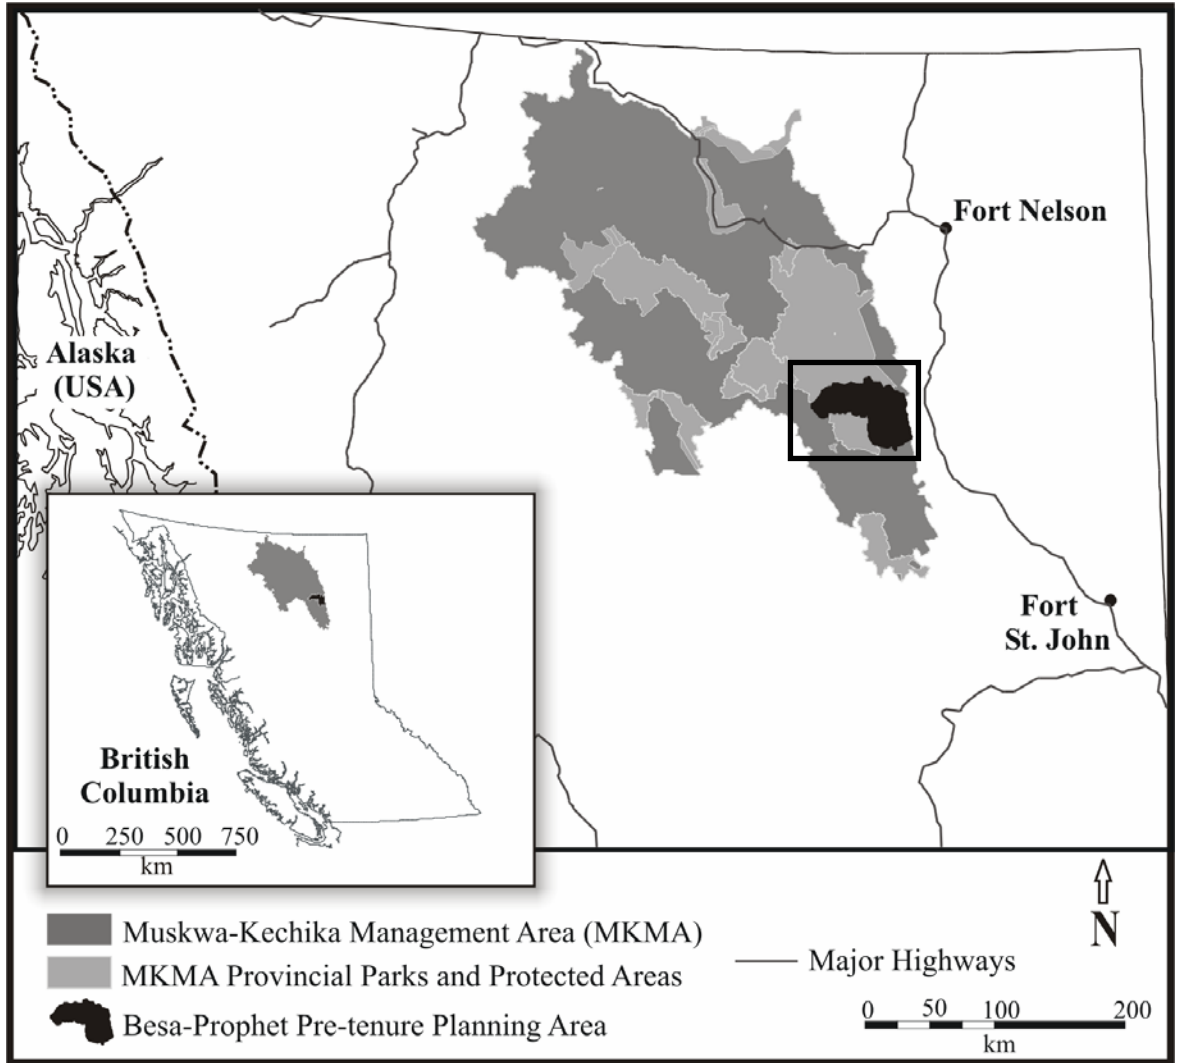 Fort Nelson
Alaska
(USA)
Fort
St. John
British
Columbia
0 250 500 750
km
N
Muskwa-Kechika Management Area (MKMA)
MKMA Provincial Parks and Protected Areas
Besa-Prophet Pre-tenure Planning Area
Major Highways
0 50 100 200
km